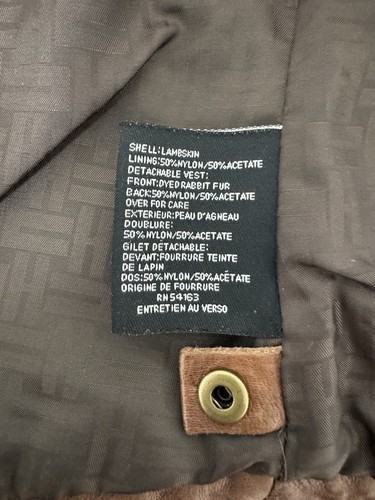 SHELL:LAMBSKIN
LINING:50%NYLON/50%ACETATE
DETACHABLE VEST:
FRONT:DYED RABBIT FUR
BACK:50%NYLON/50%ACETATE
OVER FOR CARE
EXTERIEUR:PEAU D'AGNEAU
DOUBLURE:
50%NYLON/50%ACETATE
GILET DETACHABLE:
DEVANT:FOURRURE TEINTE
DE LAPIN
DOS:50%NYLON/50%ACÉTATE
ORIGINE DE FOURRURE
RN 54163
ENTRETIEN AU VERSO